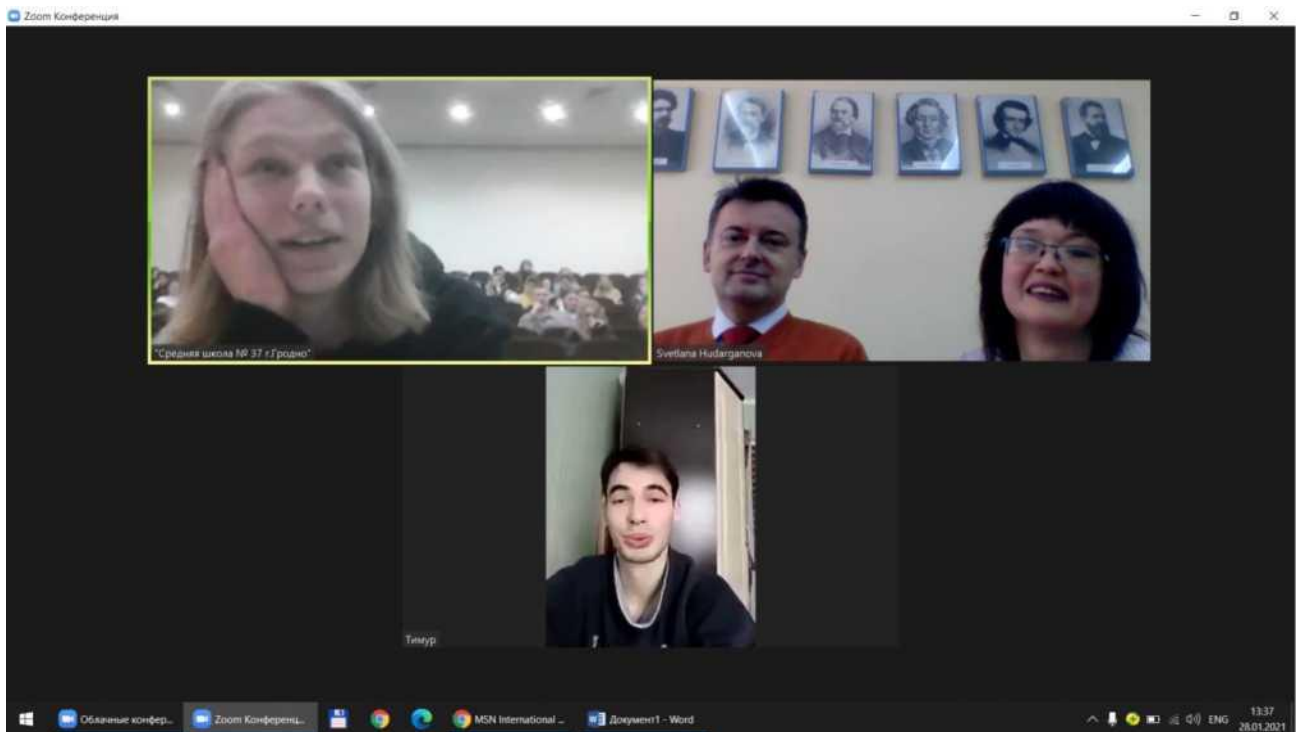 Zoom Конференция
"Средняя школа № 37 г.Гродно"
Svetlana Hudarganova
Тимур
Облачные конфер...
Zoom Конференц...
MSN International ...
Документ1 - Word
ENG
13:37
28.01.2021